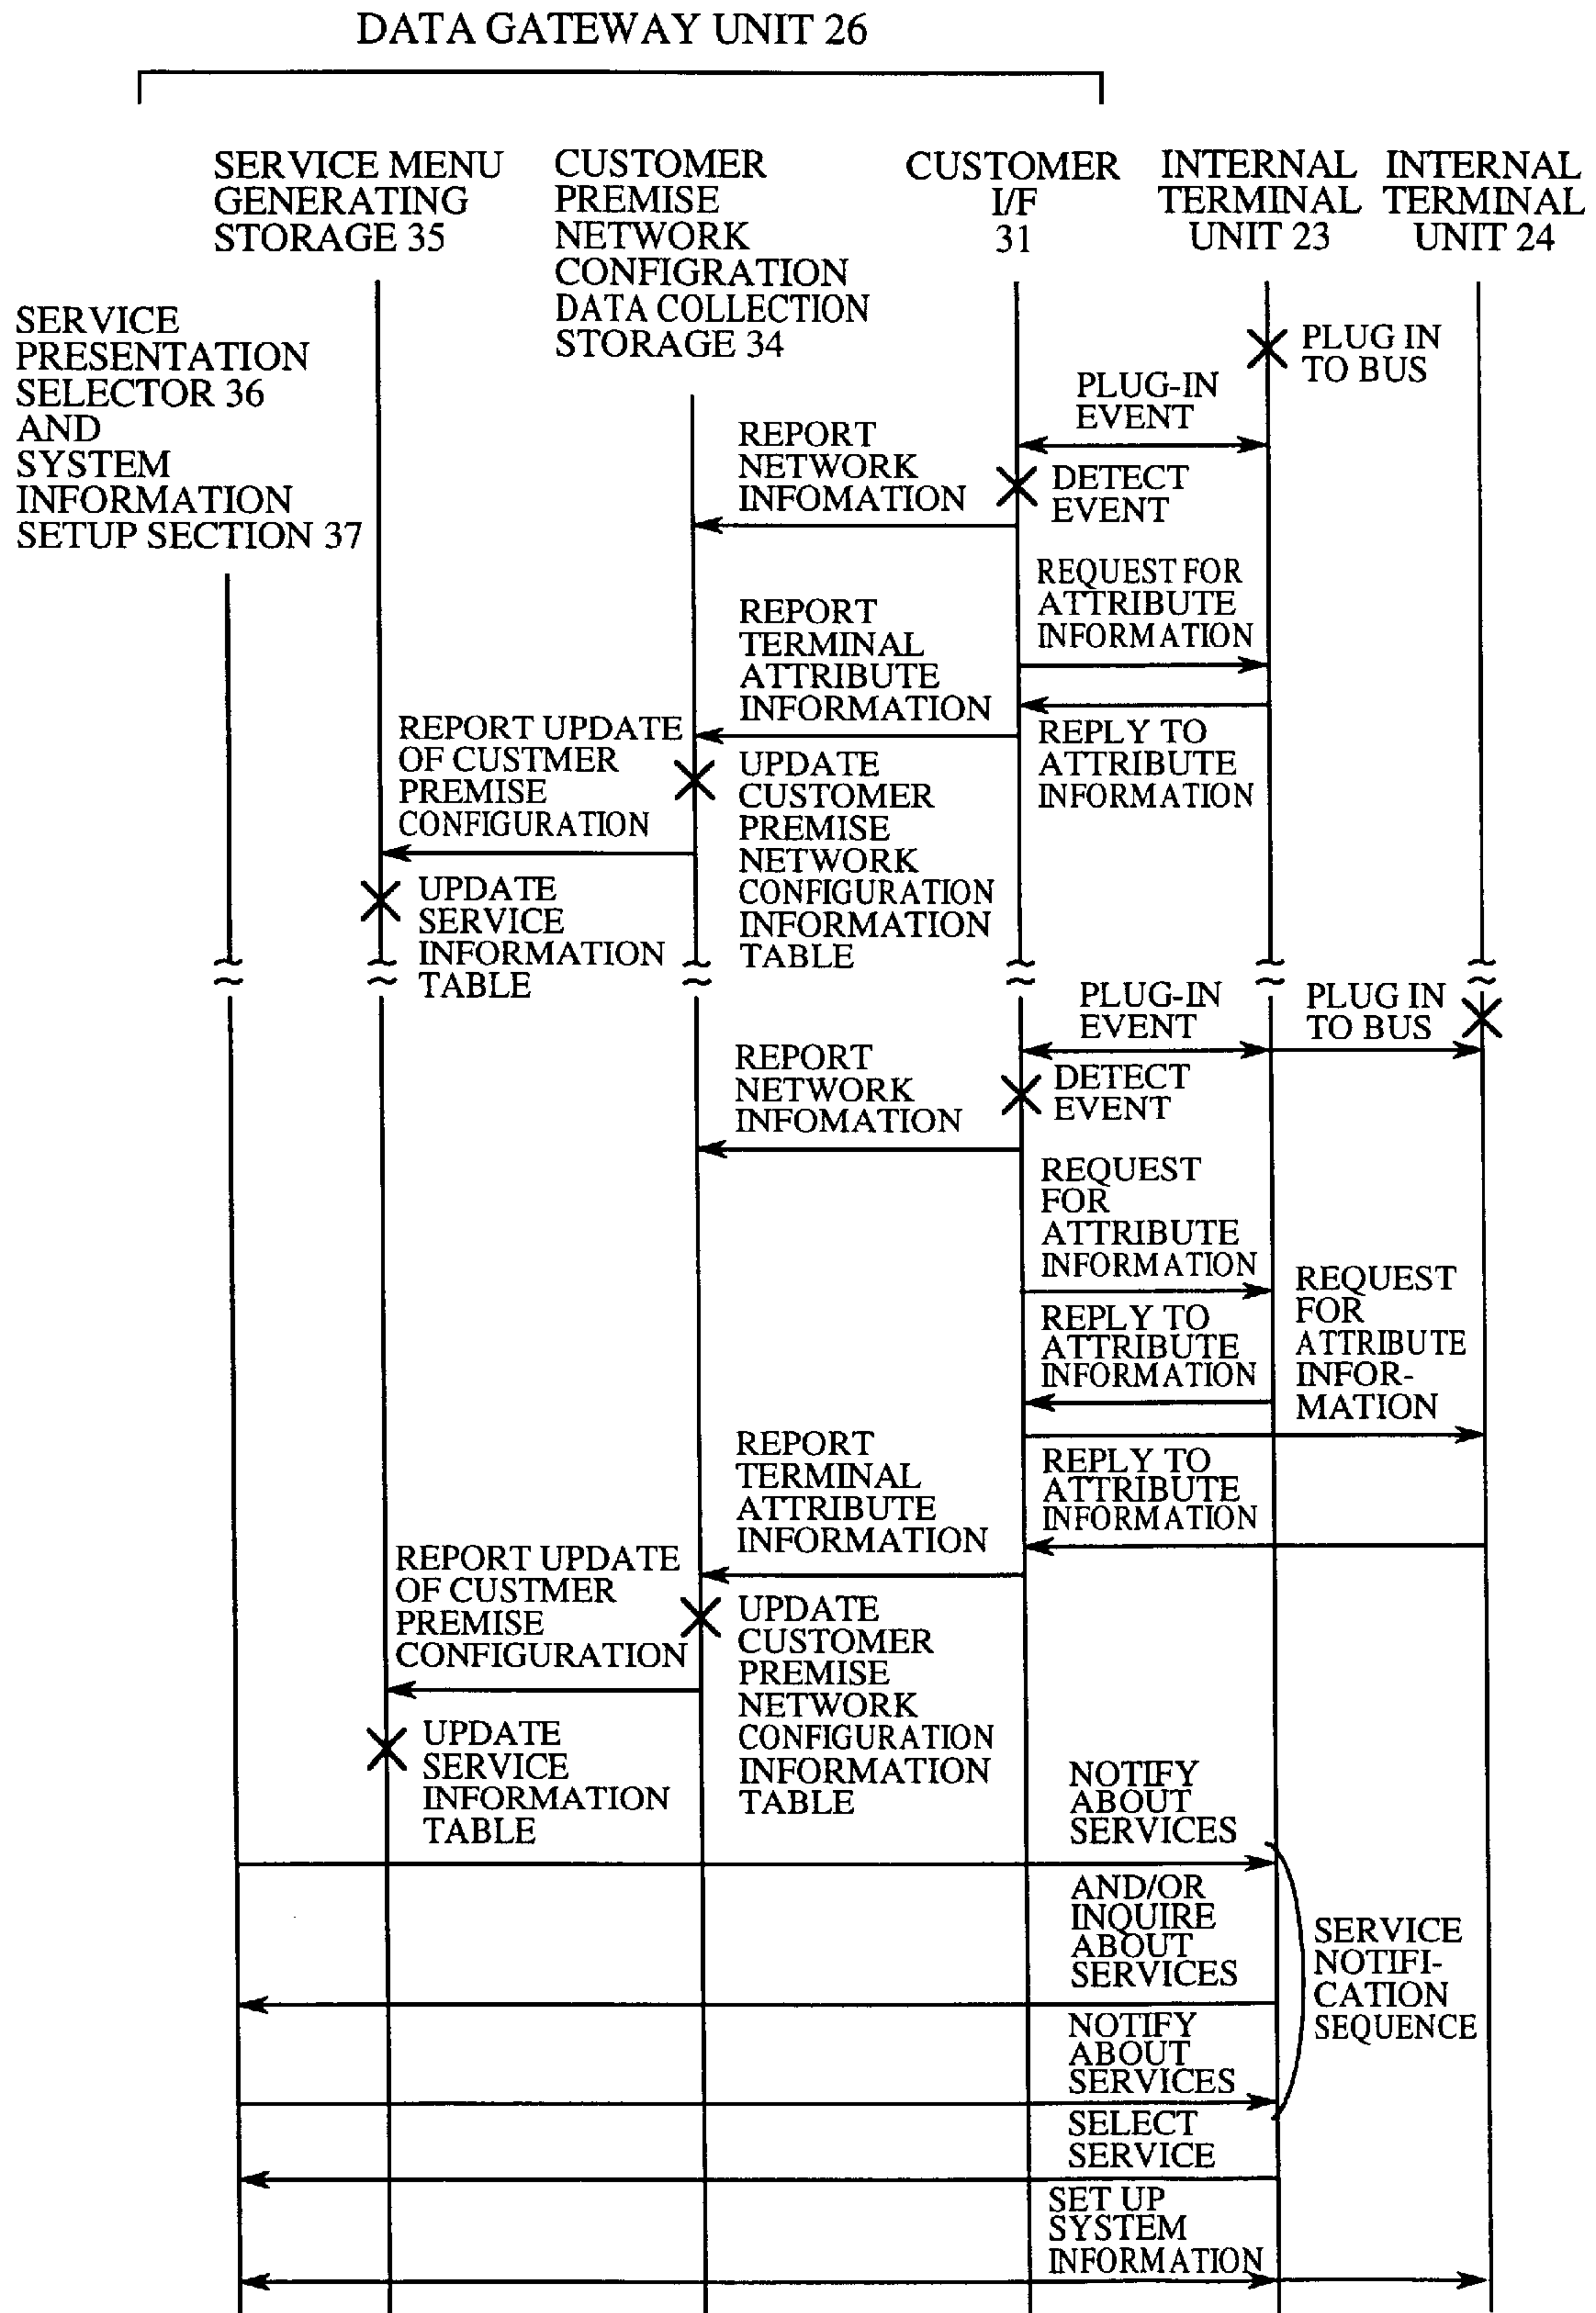 DATA GATEWAY UNIT 26
SERVICE MENU
GENERATING
STORAGE 35
CUSTOMER
PREMISE
NETWORK
CONFIGRATION
DATA COLLECTION
STORAGE 34
CUSTOMER
I/F
31
INTERNAL
TERMINAL
UNIT 23
INTERNAL
TERMINAL
UNIT 24
SERVICE
PRESENTATION
SELECTOR 36
AND
SYSTEM
INFORMATION
SETUP SECTION 37
PLUG IN
TO BUS
PLUG-IN
EVENT
REPORT
NETWORK
INFOMATION
DETECT
EVENT
REQUEST FOR
ATTRIBUTE
INFORMATION
REPORT
TERMINAL
ATTRIBUTE
INFORMATION
REPLY TO
ATTRIBUTE
INFORMATION
REPORT UPDATE
OF CUSTMER
PREMISE
CONFIGURATION
UPDATE
CUSTOMER
PREMISE
NETWORK
CONFIGURATION
INFORMATION
TABLE
UPDATE
SERVICE
INFORMATION
TABLE
PLUG-IN
EVENT
PLUG IN
TO BUS
REPORT
NETWORK
INFOMATION
DETECT
EVENT
REQUEST
FOR
ATTRIBUTE
INFORMATION
REPLY TO
ATTRIBUTE
INFORMATION
REQUEST
FOR
ATTRIBUTE
INFOR-
MATION
REPORT
TERMINAL
ATTRIBUTE
INFORMATION
REPLY TO
ATTRIBUTE
INFORMATION
REPORT UPDATE
OF CUSTMER
PREMISE
CONFIGURATION
UPDATE
CUSTOMER
PREMISE
NETWORK
CONFIGURATION
INFORMATION
TABLE
UPDATE
SERVICE
INFORMATION
TABLE
NOTIFY
ABOUT
SERVICES
AND/OR
INQUIRE
ABOUT
SERVICES
SERVICE
NOTIFI-
CATION
SEQUENCE
NOTIFY
ABOUT
SERVICES
SELECT
SERVICE
SET UP
SYSTEM
INFORMATION